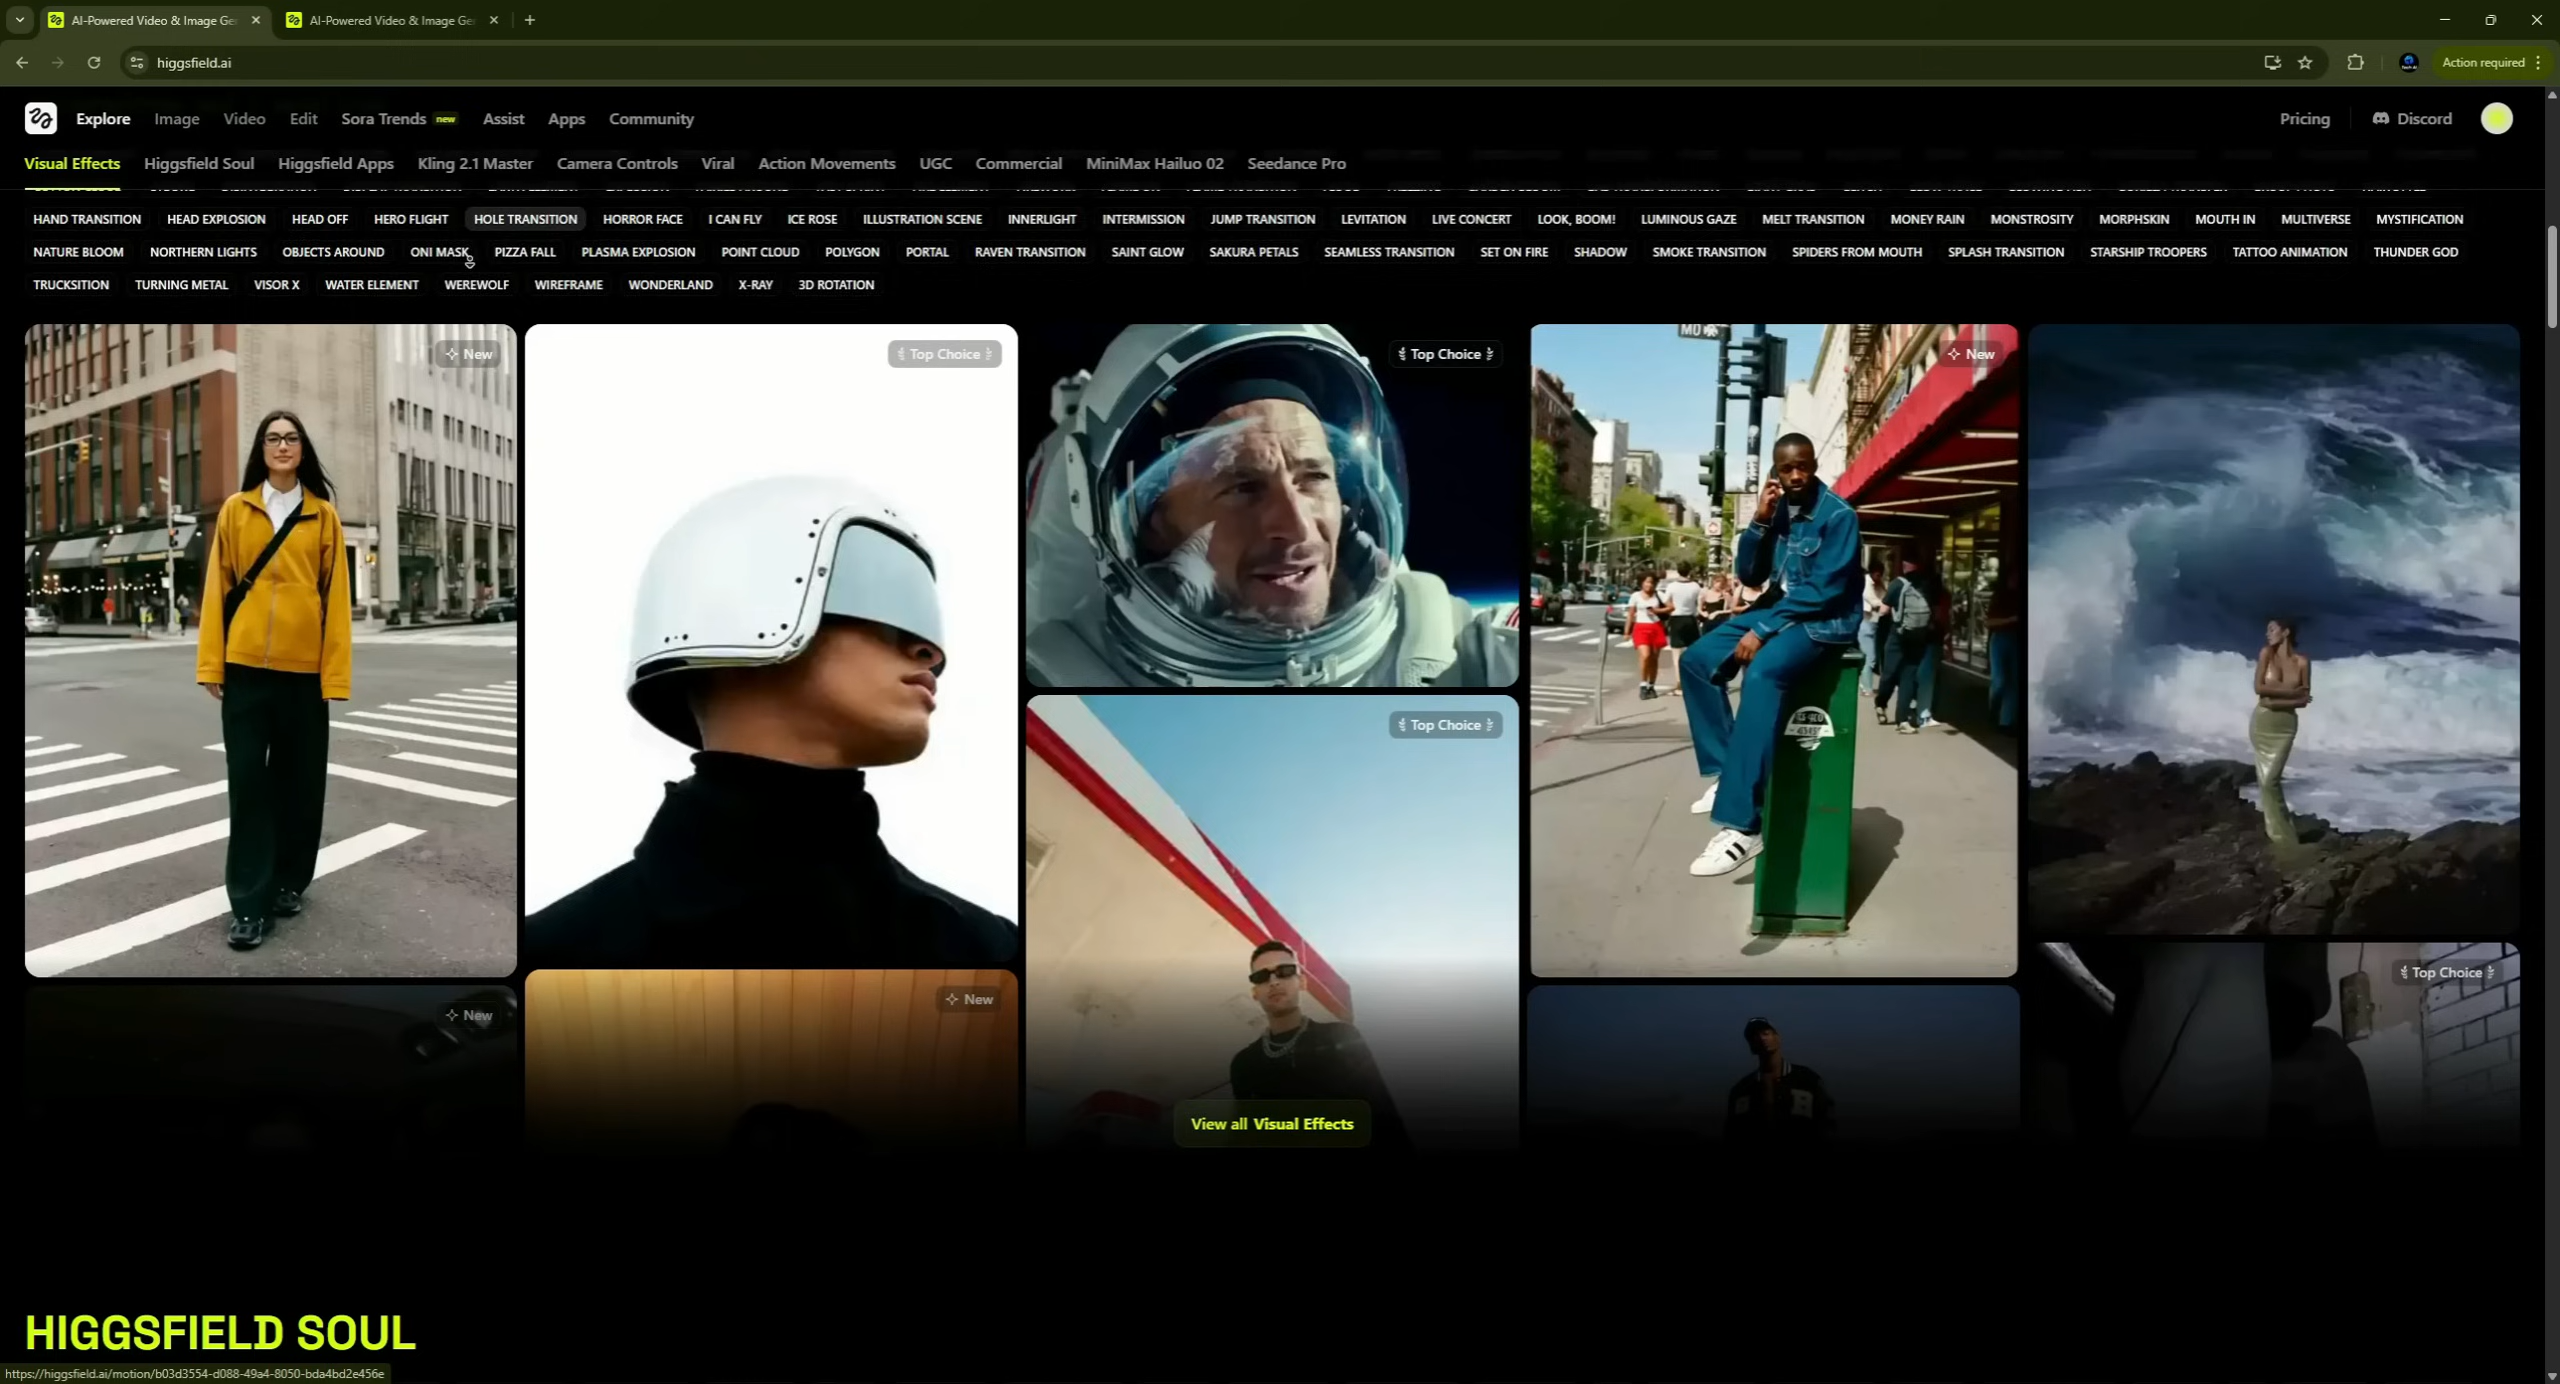 AI-Powered Video & Image Ge
AI-Powered Video & Image Ge
higgsfield.ai
Action required
Explore Image Video Edit Sora Trends new Assist Apps Community
Pricing Discord
Visual Effects Higgsfield Soul Higgsfield Apps Kling 2.1 Master Camera Controls Viral Action Movements UGC Commercial MiniMax Hailuo 02 Seedance Pro
HAND TRANSITION HEAD EXPLOSION HEAD OFF HERO FLIGHT HOLE TRANSITION HORROR FACE I CAN FLY ICE ROSE ILLUSTRATION SCENE INNERLIGHT INTERMISSION JUMP TRANSITION LEVITATION LIVE CONCERT LOOK, BOOM! LUMINOUS GAZE MELT TRANSITION MONEY RAIN MONSTROSITY MORPHSKIN MOUTH IN MULTIVERSE MYSTIFICATION
NATURE BLOOM NORTHERN LIGHTS OBJECTS AROUND ONI MASK PIZZA FALL PLASMA EXPLOSION POINT CLOUD POLYGON PORTAL RAVEN TRANSITION SAINT GLOW SAKURA PETALS SEAMLESS TRANSITION SET ON FIRE SHADOW SMOKE TRANSITION SPIDERS FROM MOUTH SPLASH TRANSITION STARSHIP TROOPERS TATTOO ANIMATION THUNDER GOD
TRUCKSITION TURNING METAL VISOR X WATER ELEMENT WEREWOLF WIREFRAME WONDERLAND X-RAY 3D ROTATION
New
Top Choice
Top Choice
New
Top Choice
Top Choice
New
New
View all Visual Effects
HIGGSFIELD SOUL
https://higgsfield.ai/motion/b03d3554-d088-49a4-8050-bda4bd2e456e